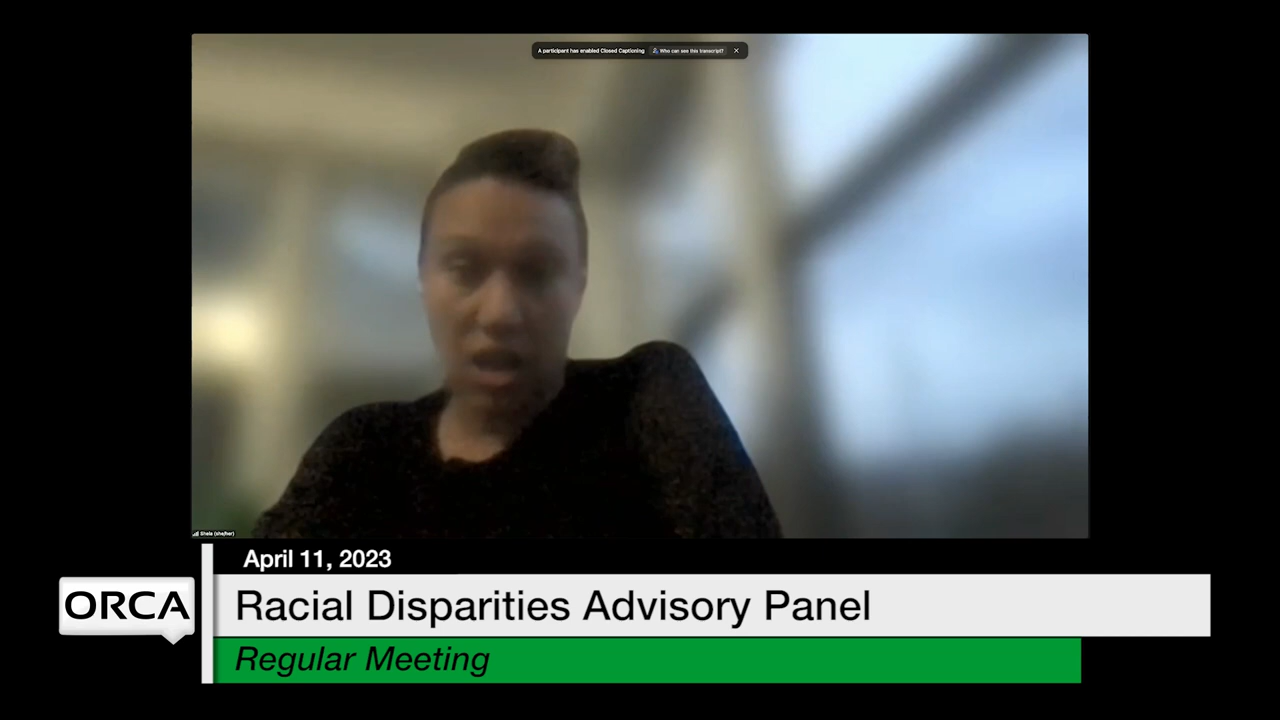 A participant has enabled Closed Captioning Who can see this transcript?
Shela (she/her)
April 11, 2023
ORCA
Racial Disparities Advisory Panel
Regular Meeting